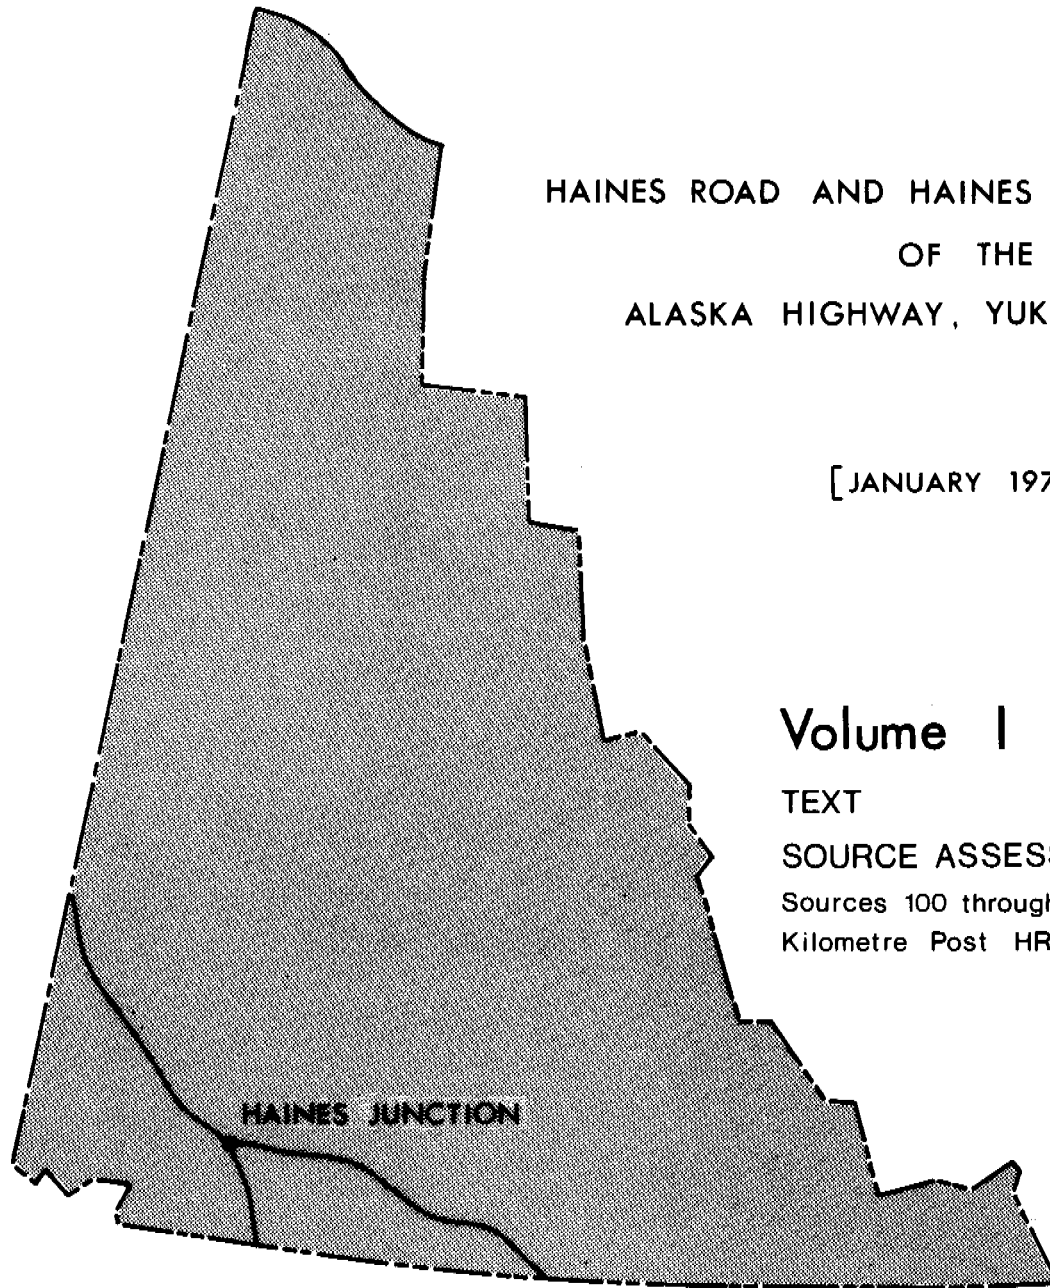 HAINES ROAD AND HAINES
OF THE
ALASKA HIGHWAY, YUK
[JANUARY 197
Volume I
TEXT
SOURCE ASSESS
Sources 100 through
Kilometre Post HR
HAINES JUNCTION